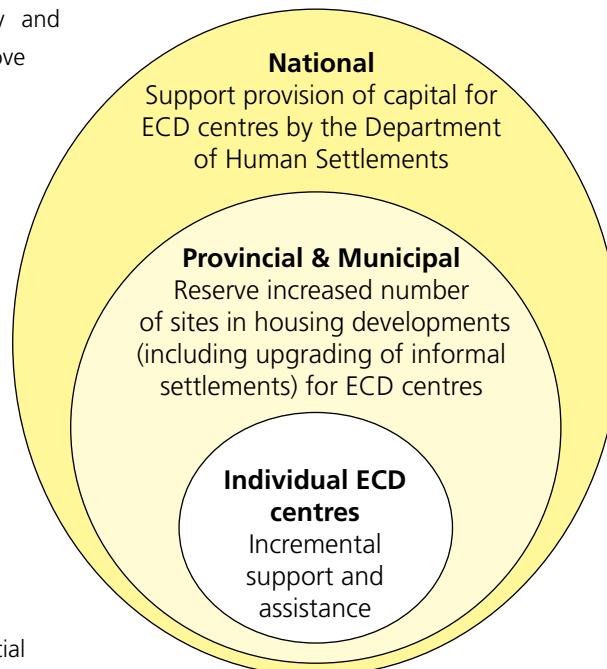 and
National
Support provision of capital for
ECD centres by the Department
of Human Settlements
Provincial & Municipal
Reserve increased number
of sites in housing developments
(including upgrading of informal
settlements) for ECD centres
Individual ECD
centres
Incremental
support and
assistance